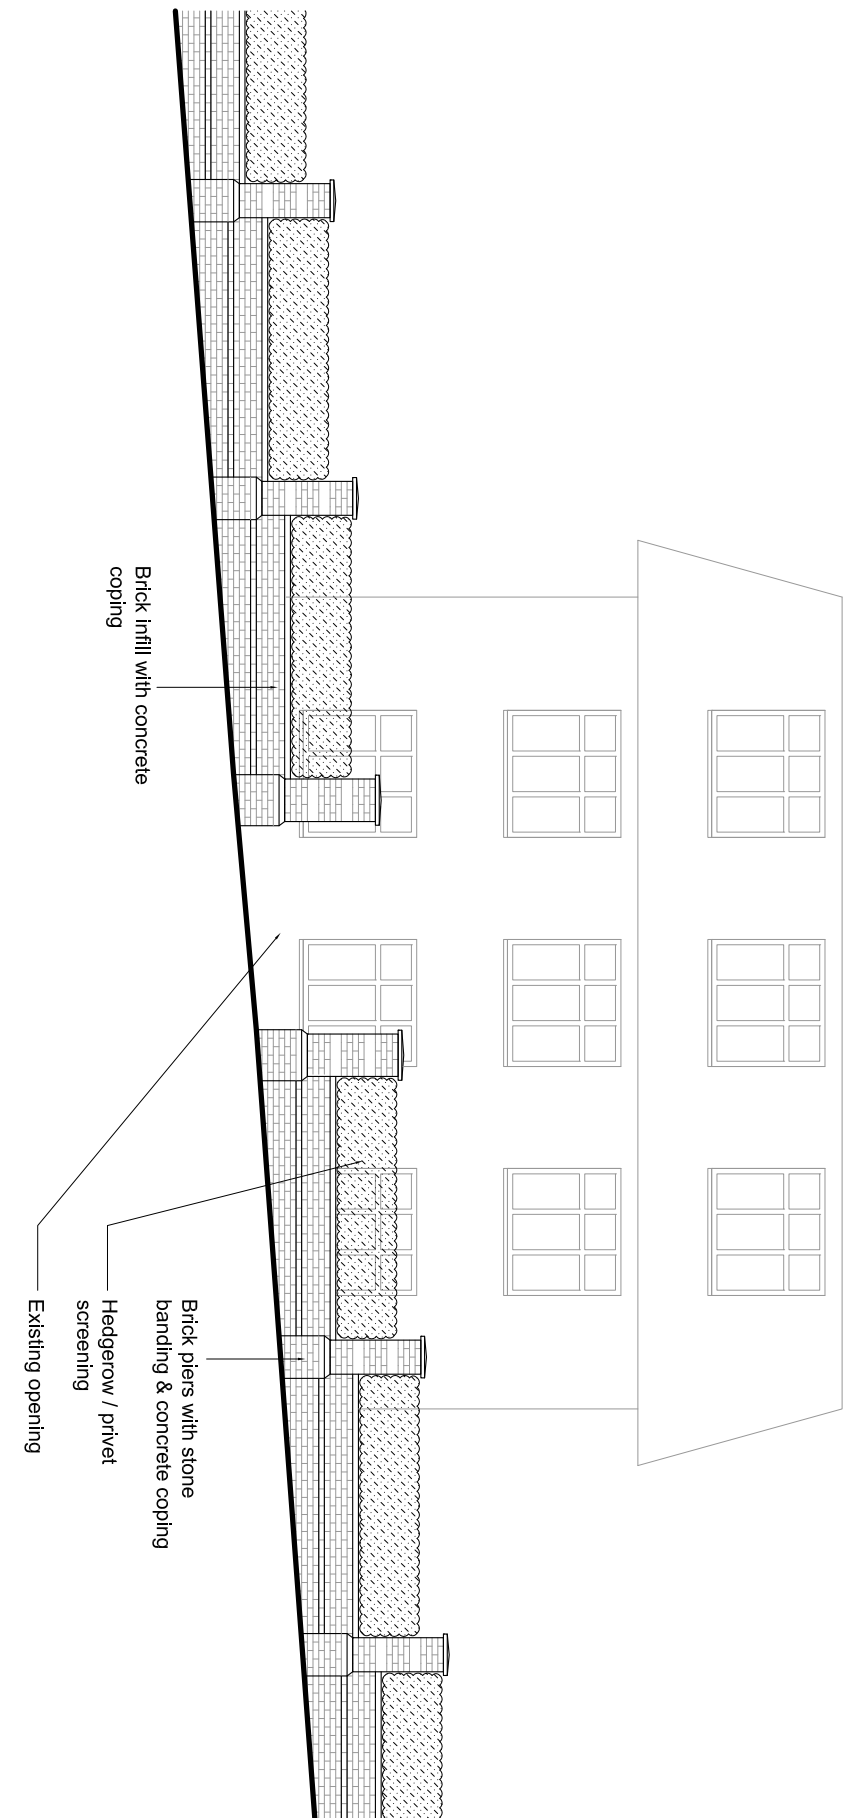 Brick infill with concrete
coping
Brick piers with stone
banding & concrete coping
Hedgerow / privet
screening
Existing opening